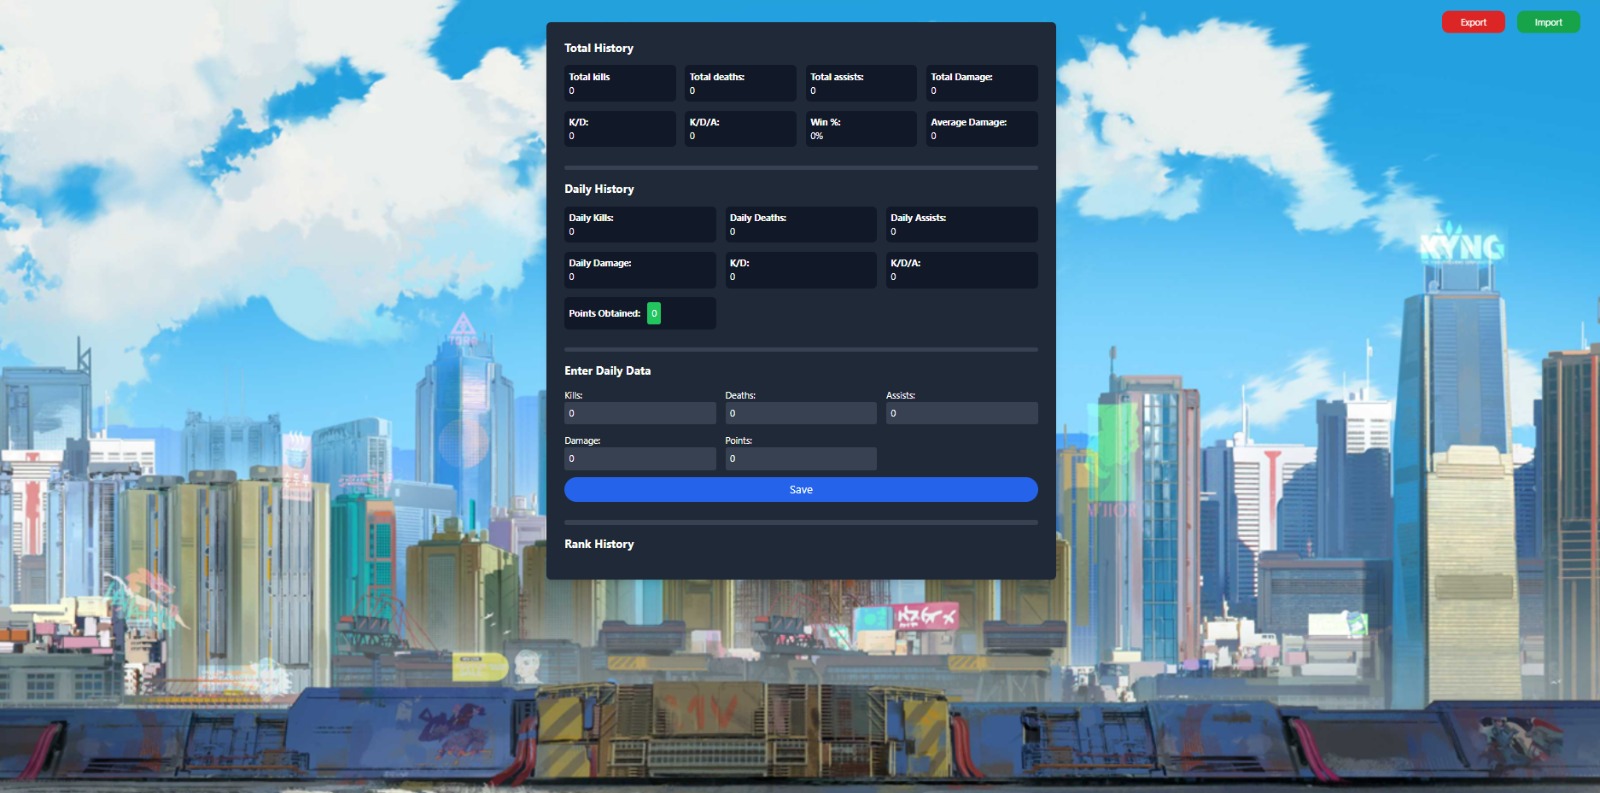 Export
Import
Total History
Total kills
0
Total deaths:
0
Total assists:
0
Total Damage:
0
K/D:
0
K/D/A:
0
Win %:
0%
Average Damage:
0
Daily History
Daily Kills:
0
Daily Deaths:
0
Daily Assists:
0
Daily Damage:
0
K/D:
0
K/D/A:
0
Points Obtained: 0
Enter Daily Data
Kills:
0
Deaths:
0
Assists:
0
Damage:
0
Points:
0
Save
Rank History
KYNG